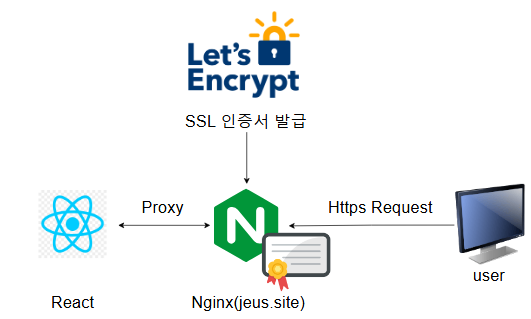 Let's
Encrypt
SSL 인증서 발급
Proxy
Https Request
N
user
React
Nginx(jeus.site)